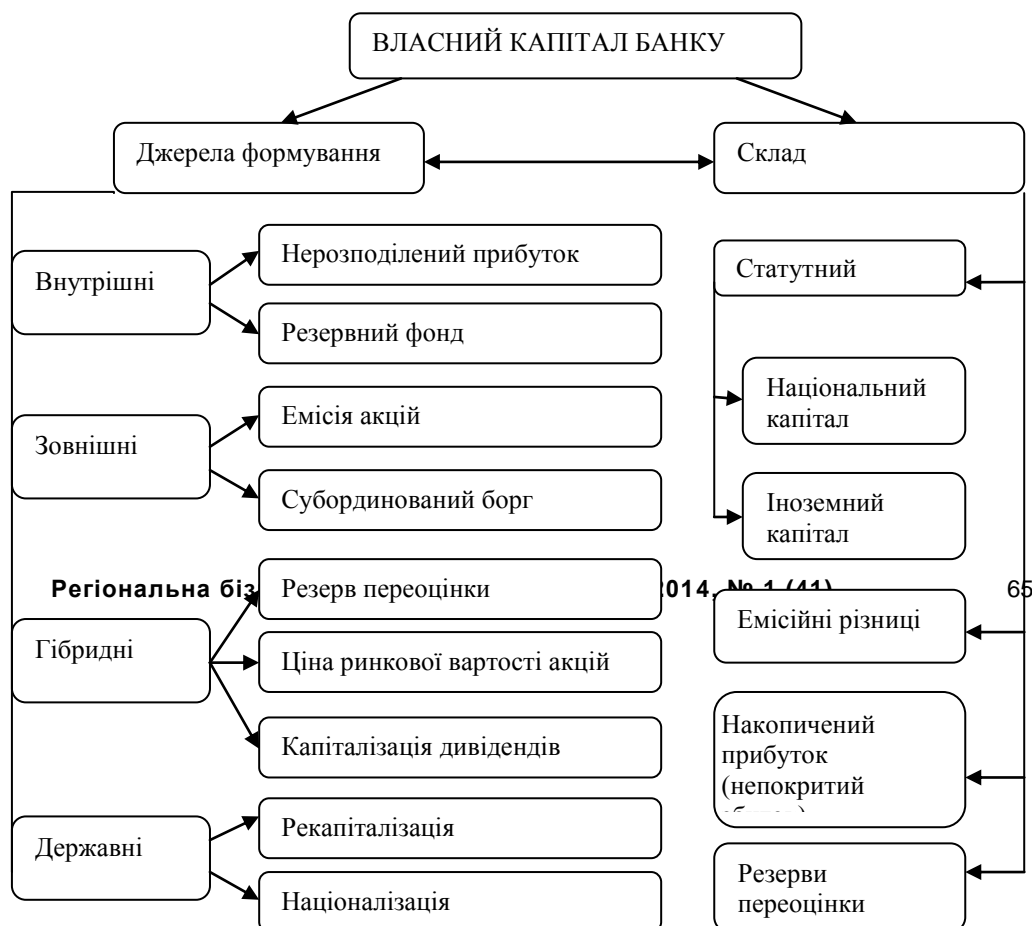 ВЛАСНИЙ КАПІТАЛ БАНКУ
Джерела формування
Склад
Внутрішні
Нерозподілений прибуток
Резервний фонд
Зовнішні
Емісія акцій
Субординований борг
Регіональна біз 2014, № 1 (41) 65
Гібридні
Резерв переоцінки
Ціна ринкової вартості акцій
Капіталізація дивідендів
Державні
Рекапіталізація
Націоналізація
Статутний
Національний
капітал
Іноземний
капітал
Емісійні різниці
Накопичений
прибуток
(непокритий
Резерви
переоцінки